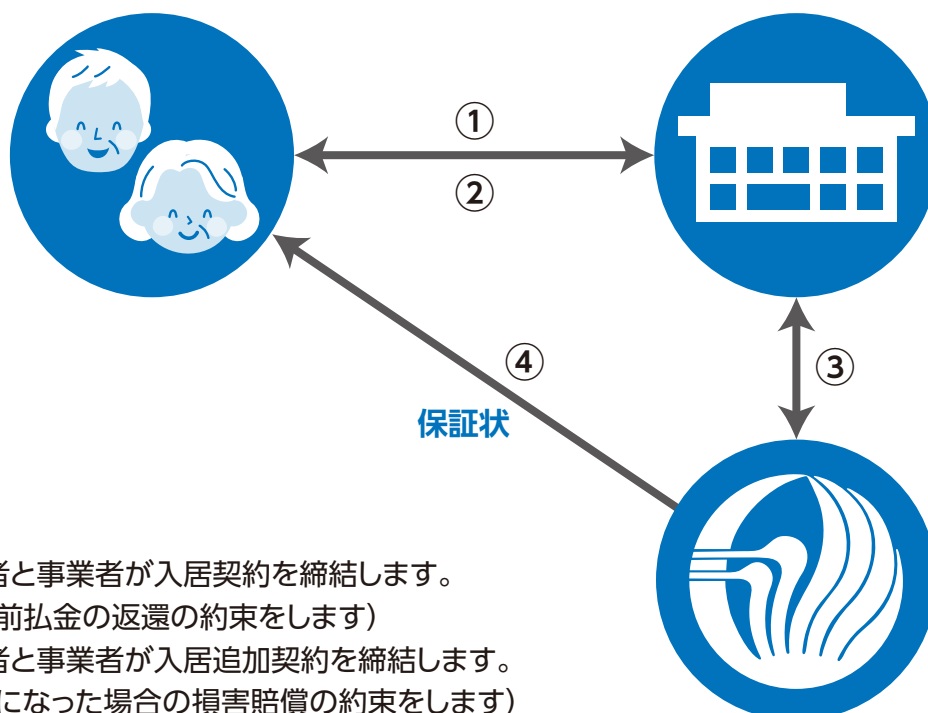 ①
②
③
④
保証状
者と事業者が入居契約を締結します。
前払金の返還の約束をします）
者と事業者が入居追加契約を締結します。
になった場合の損害賠償の約束をします）